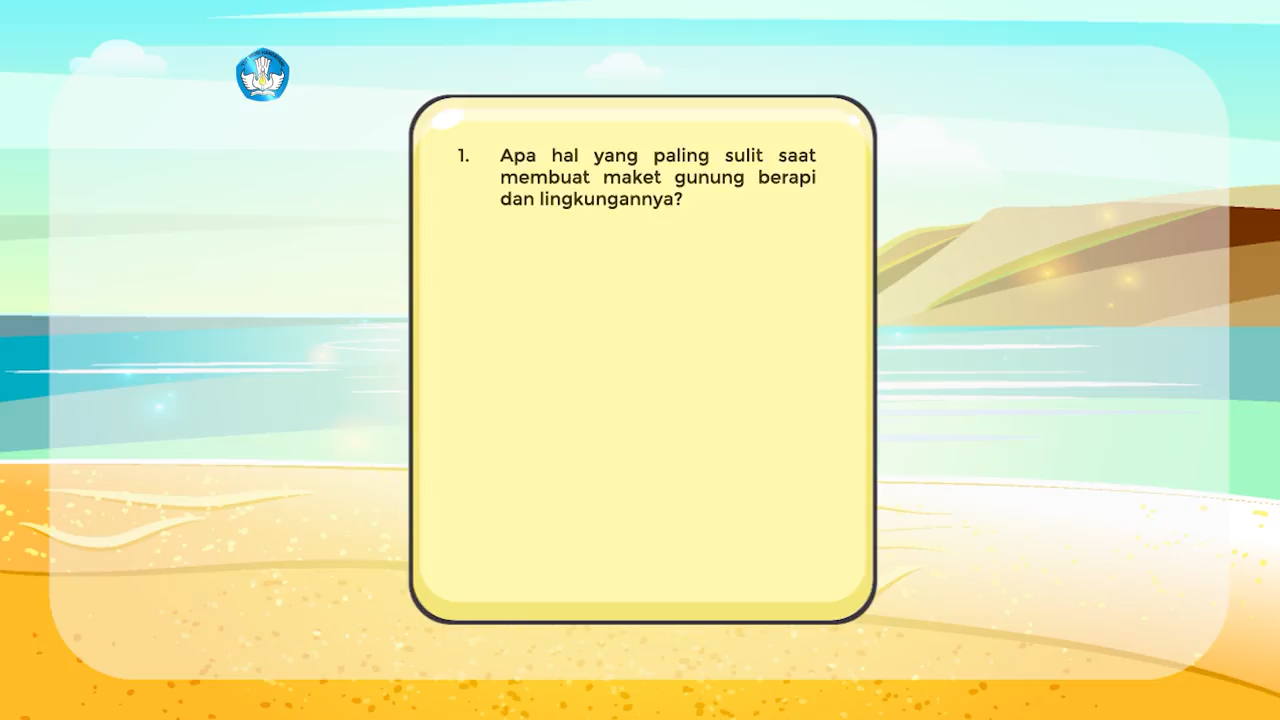 1. Apa hal yang paling sulit saat
membuat maket gunung berapi
dan lingkungannya?